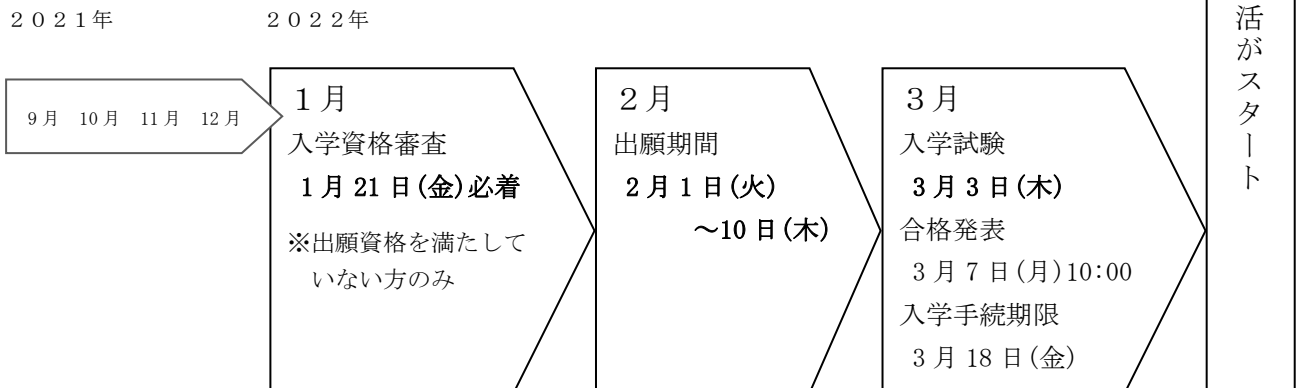 ２０２１年
２０２２年
9月 10月 11月 12月
１月
入学資格審査
1月21日(金)必着
※出願資格を満たして
いない方のみ
２月
出願期間
2月1日(火)
～10日(木)
３月
入学試験
3月3日(木)
合格発表
3月7日(月)10:00
入学手続期限
3月18日(金)
活がスタート